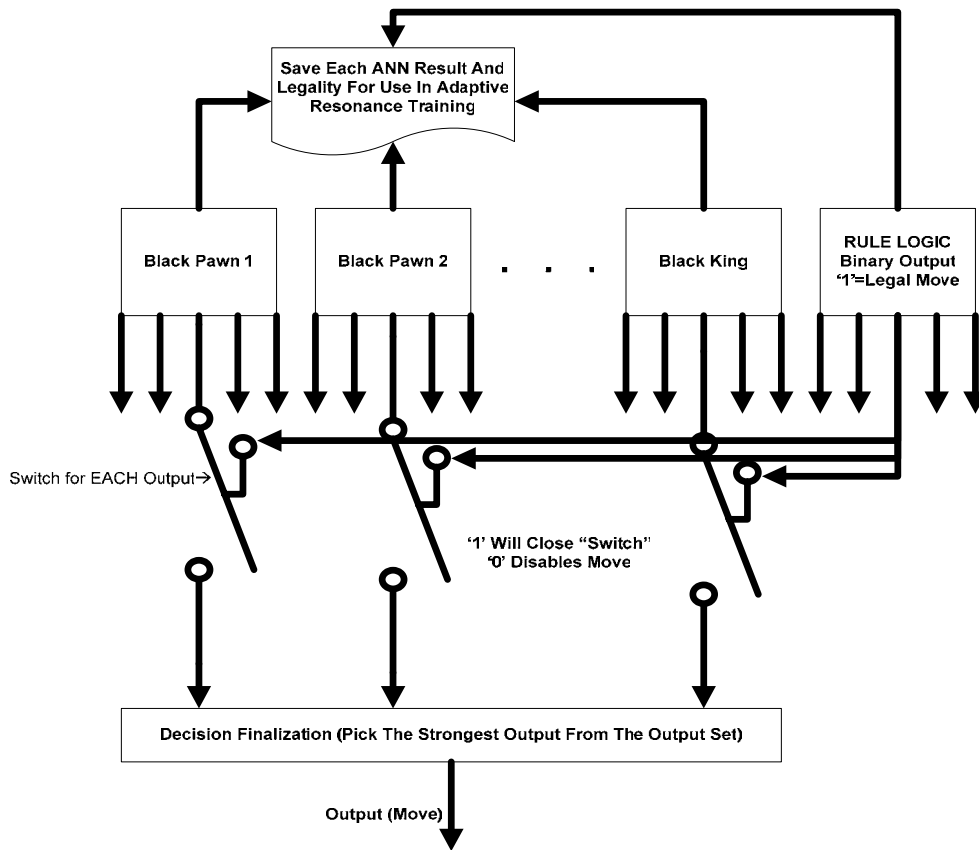 Save Each ANN Result And
Legality For Use In Adaptive
Resonance Training
Black Pawn 1
Black Pawn 2
. . .
Black King
RULE LOGIC
Binary Output
‘1’=Legal Move
Switch for EACH Output
‘1’ Will Close “Switch”
‘0’ Disables Move
Decision Finalization (Pick The Strongest Output From The Output Set)
Output (Move)